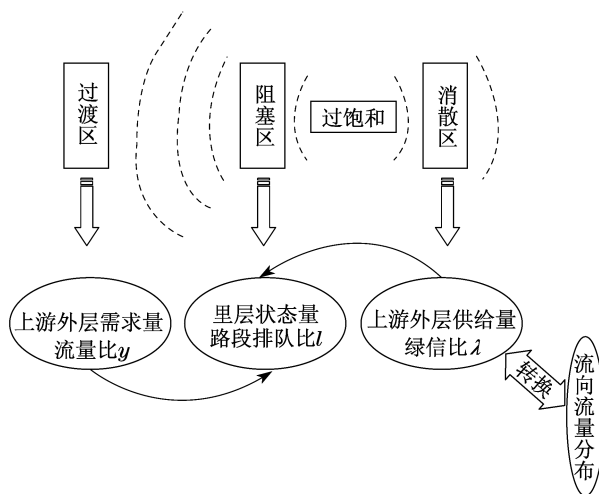 过渡区
阻塞区
过饱和
消散区
上游外层需求量
流量比y
里层状态量
路段排队比l
上游外层供给量
绿信比λ
转换
流向流量分布